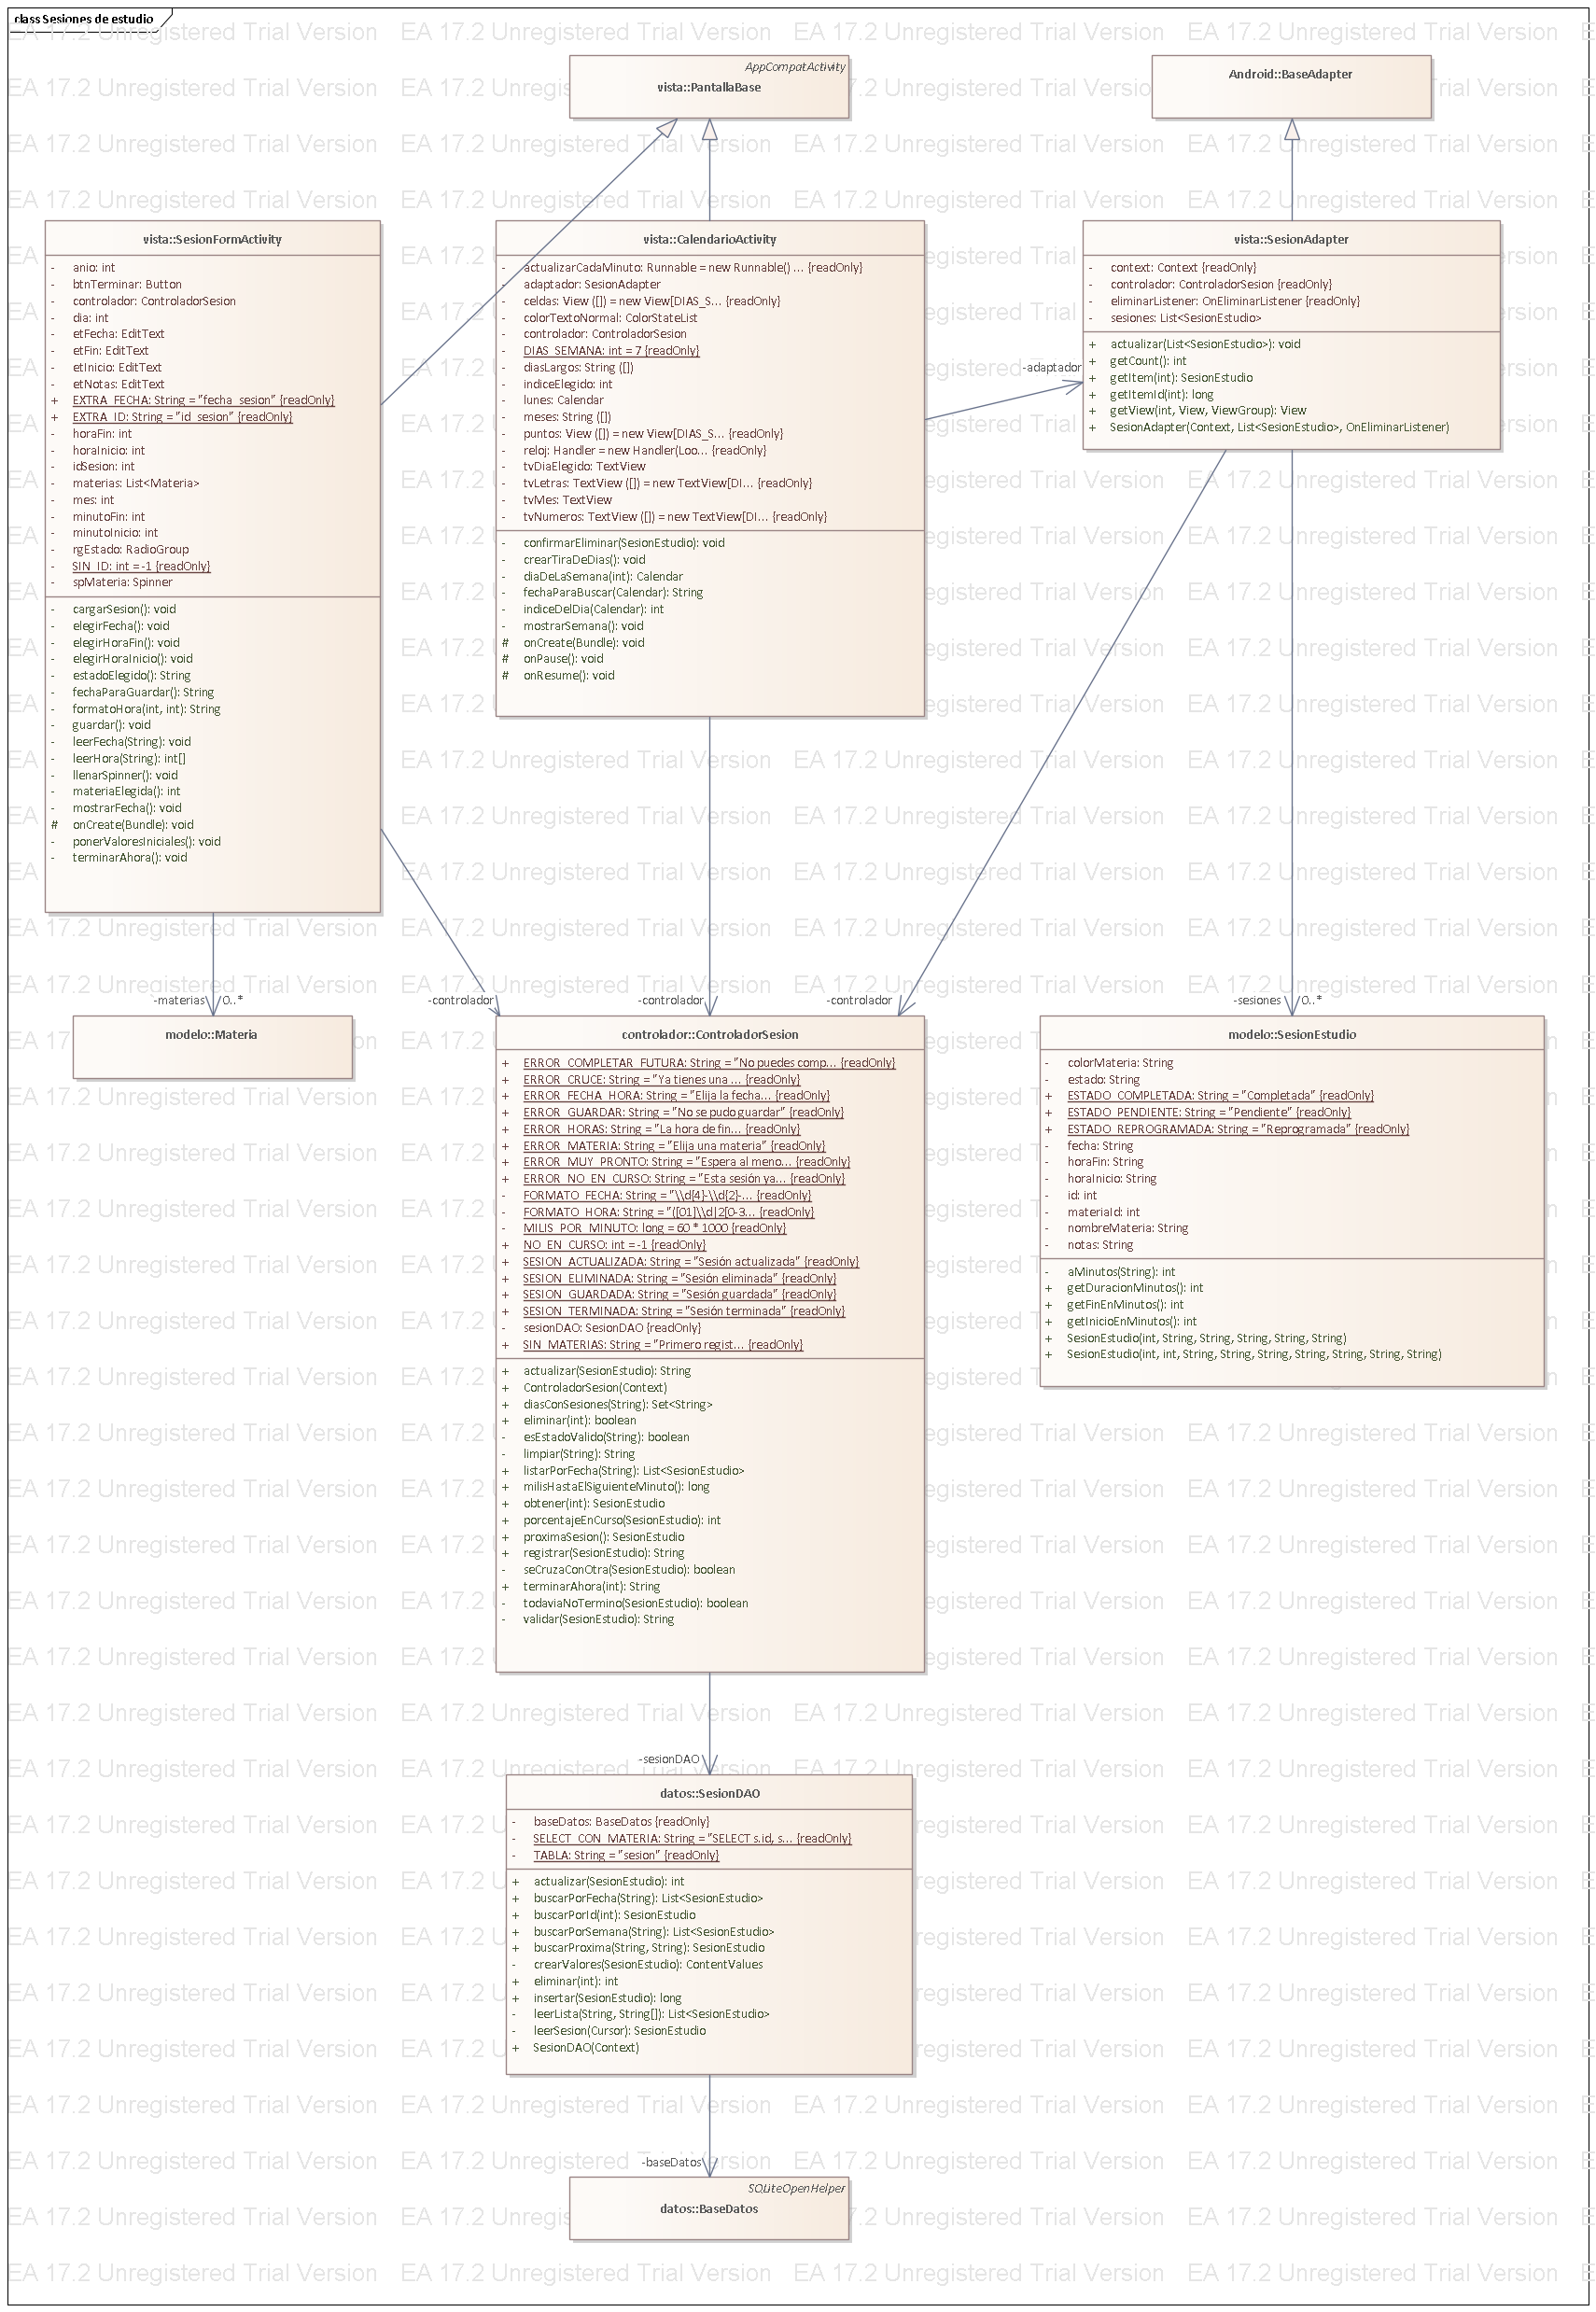 class Sesiones de estudio
AppCompatActivity
vista::PantallaBase
Android::BaseAdapter
vista::SesionFormActivity
- anio: int
- btnTerminar: Button
- controlador: ControladorSesion
- dia: int
- etFecha: EditText
- etFin: EditText
- etInicio: EditText
- etNotas: EditText
+ EXTRA_FECHA: String = "fecha_sesion" {readOnly}
+ EXTRA_ID: String = "id_sesion" {readOnly}
- horaFin: int
- horaInicio: int
- idSesion: int
- materias: List<Materia>
- mes: int
- minutoFin: int
- minutoInicio: int
- rgEstado: RadioGroup
- SIN_ID: int = -1 {readOnly}
- spMateria: Spinner
- cargarSesion(): void
- elegirFecha(): void
- elegirHoraFin(): void
- elegirHoraInicio(): void
- estadoElegido(): String
- fechaParaGuardar(): String
- formatoHora(int, int): String
- guardar(): void
- leerFecha(String): void
- leerHora(String): int[]
- llenarSpinner(): void
- materiaElegida(): int
- mostrarFecha(): void
# onCreate(Bundle): void
- ponerValoresIniciales(): void
- terminarAhora(): void
vista::CalendarioActivity
- actualizarCadaMinuto: Runnable = new Runnable() ... {readOnly}
- adaptador: SesionAdapter
- celdas: View ([]) = new View[DIAS_S... {readOnly}
- colorTextoNormal: ColorStateList
- controlador: ControladorSesion
- DIAS_SEMANA: int = 7 {readOnly}
- diasLargos: String ([])
- indiceElegido: int
- lunes: Calendar
- meses: String ([])
- puntos: View ([]) = new View[DIAS_S... {readOnly}
- reloj: Handler = new Handler(Loo... {readOnly}
- tvDiaElegido: TextView
- tvLetras: TextView ([]) = new TextView[DI... {readOnly}
- tvMes: TextView
- tvNumeros: TextView ([]) = new TextView[DI... {readOnly}
- confirmarEliminar(SesionEstudio): void
- crearTiraDeDias(): void
- diaDeLaSemana(int): Calendar
- fechaParaBuscar(Calendar): String
- indiceDelDia(Calendar): int
- mostrarSemana(): void
# onCreate(Bundle): void
# onPause(): void
# onResume(): void
vista::SesionAdapter
- context: Context {readOnly}
- controlador: ControladorSesion {readOnly}
- eliminarListener: OnEliminarListener {readOnly}
- sesiones: List<SesionEstudio>
+ actualizar(List<SesionEstudio>): void
+ getCount(): int
+ getItem(int): SesionEstudio
+ getItemId(int): long
+ getView(int, View, ViewGroup): View
+ SesionAdapter(Context, List<SesionEstudio>, OnEliminarListener)
-adaptador
-materias 0..*
-controlador
-controlador
-controlador
-sesiones 0..*
modelo::Materia
controlador::ControladorSesion
+ ERROR_COMPLETAR_FUTURA: String = "No puedes comp... {readOnly}
+ ERROR_CRUCE: String = "Ya tienes una ... {readOnly}
+ ERROR_FECHA_HORA: String = "Elija la fecha... {readOnly}
+ ERROR_GUARDAR: String = "No se pudo guardar" {readOnly}
+ ERROR_HORAS: String = "La hora de fin... {readOnly}
+ ERROR_MATERIA: String = "Elija una materia" {readOnly}
+ ERROR_MUY_PRONTO: String = "Espera al meno... {readOnly}
+ ERROR_NO_EN_CURSO: String = "Esta sesión ya... {readOnly}
- FORMATO_FECHA: String = "\\d{4}-\\d{2}-... {readOnly}
- FORMATO_HORA: String = "([01]\\d|2[0-3... {readOnly}
- MILIS_POR_MINUTO: long = 60 * 1000 {readOnly}
+ NO_EN_CURSO: int = -1 {readOnly}
+ SESION_ACTUALIZADA: String = "Sesión actualizada" {readOnly}
+ SESION_ELIMINADA: String = "Sesión eliminada" {readOnly}
+ SESION_GUARDADA: String = "Sesión guardada" {readOnly}
+ SESION_TERMINADA: String = "Sesión terminada" {readOnly}
- sesionDAO: SesionDAO {readOnly}
+ SIN_MATERIAS: String = "Primero regist... {readOnly}
+ actualizar(SesionEstudio): String
+ ControladorSesion(Context)
+ diasConSesiones(String): Set<String>
+ eliminar(int): boolean
- esEstadoValido(String): boolean
- limpiar(String): String
+ listarPorFecha(String): List<SesionEstudio>
+ milisHastaElSiguienteMinuto(): long
+ obtener(int): SesionEstudio
+ porcentajeEnCurso(SesionEstudio): int
+ proximaSesion(): SesionEstudio
+ registrar(SesionEstudio): String
- seCruzaConOtra(SesionEstudio): boolean
+ terminarAhora(int): String
- todaviaNoTermino(SesionEstudio): boolean
- validar(SesionEstudio): String
modelo::SesionEstudio
- colorMateria: String
- estado: String
+ ESTADO_COMPLETADA: String = "Completada" {readOnly}
+ ESTADO_PENDIENTE: String = "Pendiente" {readOnly}
+ ESTADO_REPROGRAMADA: String = "Reprogramada" {readOnly}
- fecha: String
- horaFin: String
- horaInicio: String
- id: int
- materiaId: int
- nombreMateria: String
- notas: String
- aMinutos(String): int
+ getDuracionMinutos(): int
+ getFinEnMinutos(): int
+ getInicioEnMinutos(): int
+ SesionEstudio(int, String, String, String, String, String)
+ SesionEstudio(int, int, String, String, String, String, String, String, String)
-sesionDAO
datos::SesionDAO
- baseDatos: BaseDatos {readOnly}
- SELECT_CON_MATERIA: String = "SELECT s.id, s... {readOnly}
- TABLA: String = "sesion" {readOnly}
+ actualizar(SesionEstudio): int
+ buscarPorFecha(String): List<SesionEstudio>
+ buscarPorId(int): SesionEstudio
+ buscarPorSemana(String): List<SesionEstudio>
+ buscarProxima(String, String): SesionEstudio
- crearValores(SesionEstudio): ContentValues
+ eliminar(int): int
+ insertar(SesionEstudio): long
- leerLista(String, String[]): List<SesionEstudio>
- leerSesion(Cursor): SesionEstudio
+ SesionDAO(Context)
-baseDatos
SQLiteOpenHelper
datos::BaseDatos
EA 17.2 Unregistered Trial Version